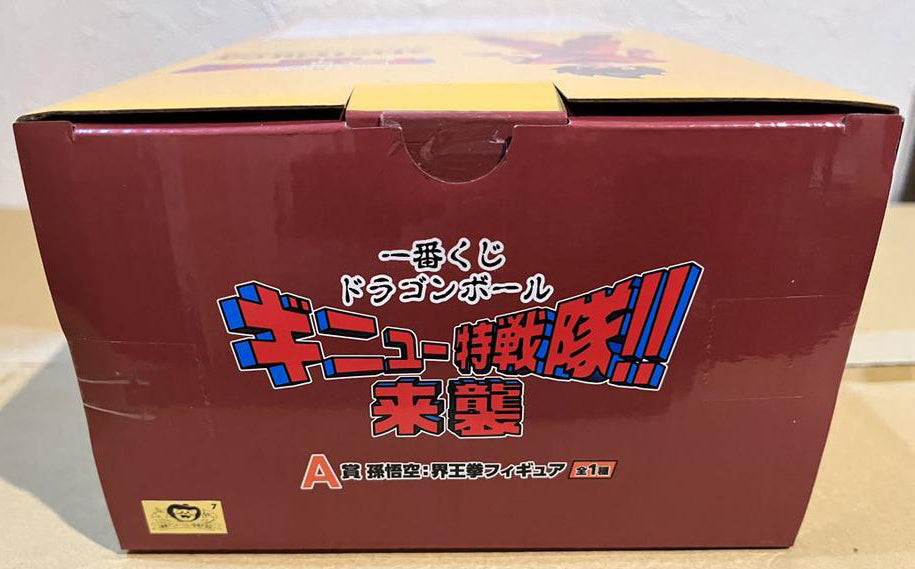 一番くじ
ドラゴンボール
ギニュー特戦隊!!
来襲
A賞 孫悟空:界王拳フィギュア 全1種
7